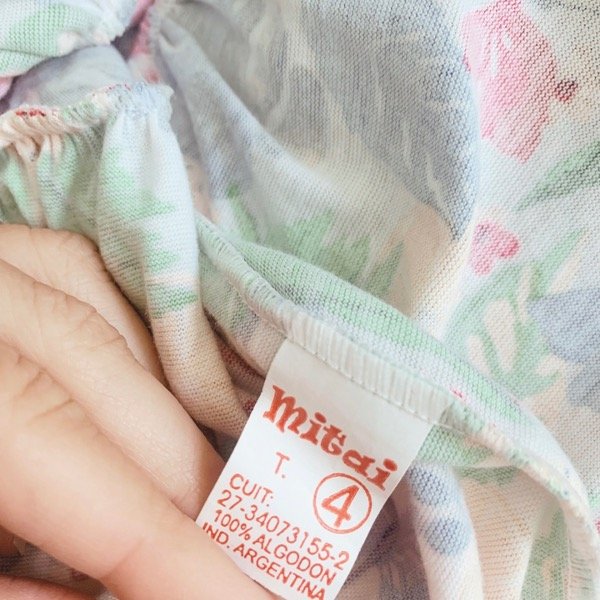 mitai
T. 4
CUIT:
27-34073155-2
100% ALGODON
IND. ARGENTINA